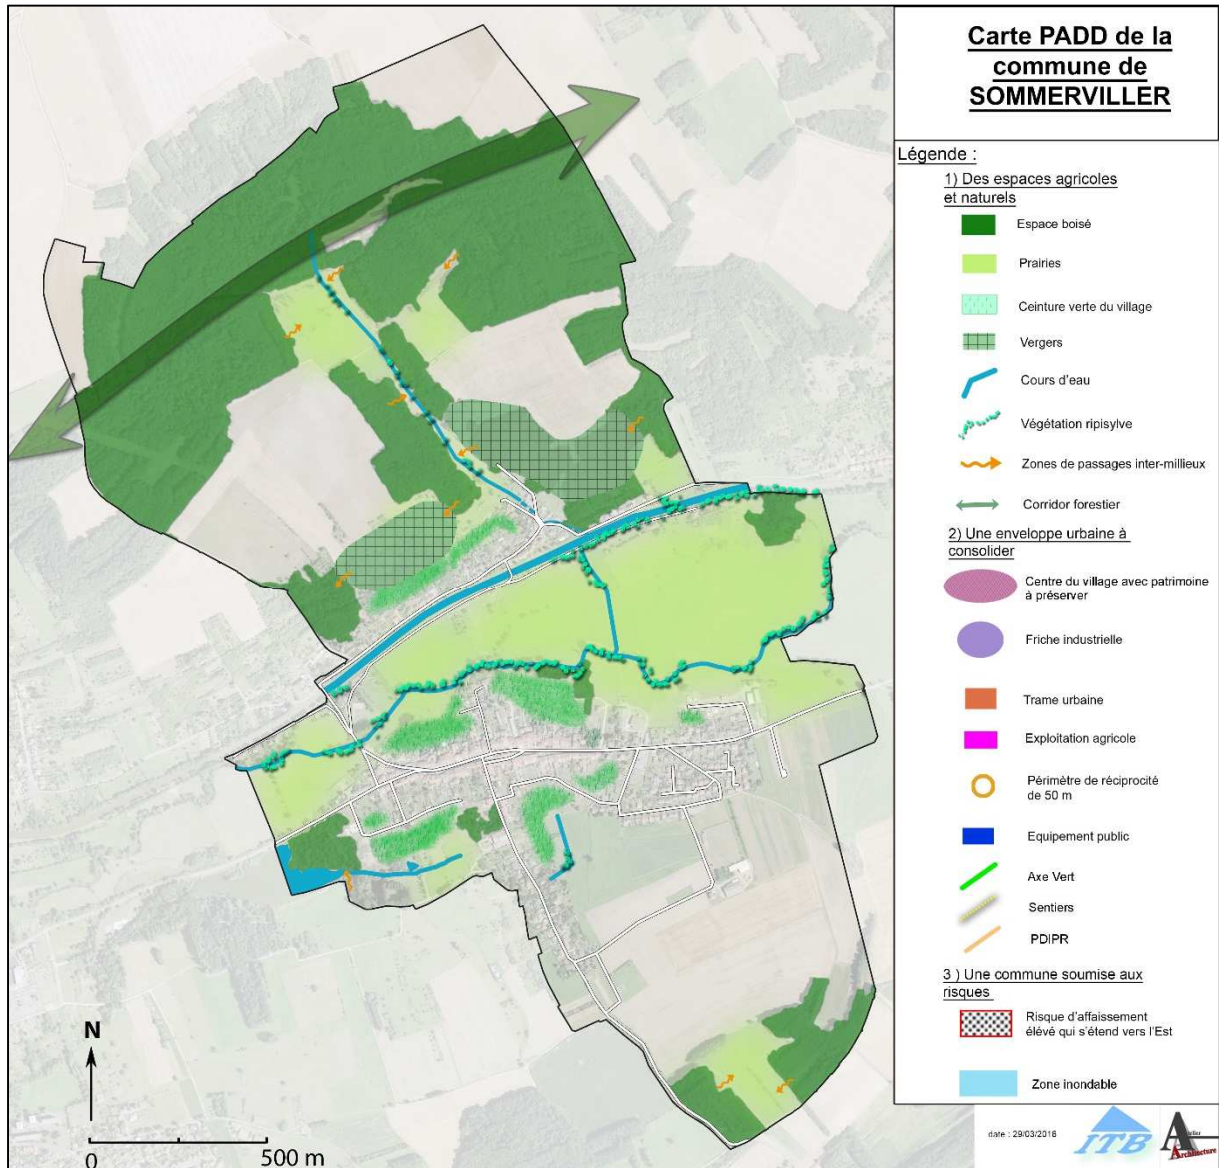 Carte PADD de la
commune de
SOMMERVILLER
Légende :
1) Des espaces agricoles
et naturels
Espace boisé
Prairies
Ceinture verte du village
Vergers
Cours d'eau
Végétation ripisylve
Zones de passages inter-millieux
Corridor forestier
2) Une enveloppe urbaine à
consolider
Centre du village avec patrimoine
à préserver
Friche industrielle
Trame urbaine
Exploitation agricole
Périmètre de réciprocité
de 50 m
Equipement public
Axe Vert
Sentiers
PDIPR
3 ) Une commune soumise aux
risques
Risque d'affaissement
élevé qui s'étend vers l'Est
Zone inondable
N
0 500 m
date : 29/03/2016
ITB
Atelier
Architecture